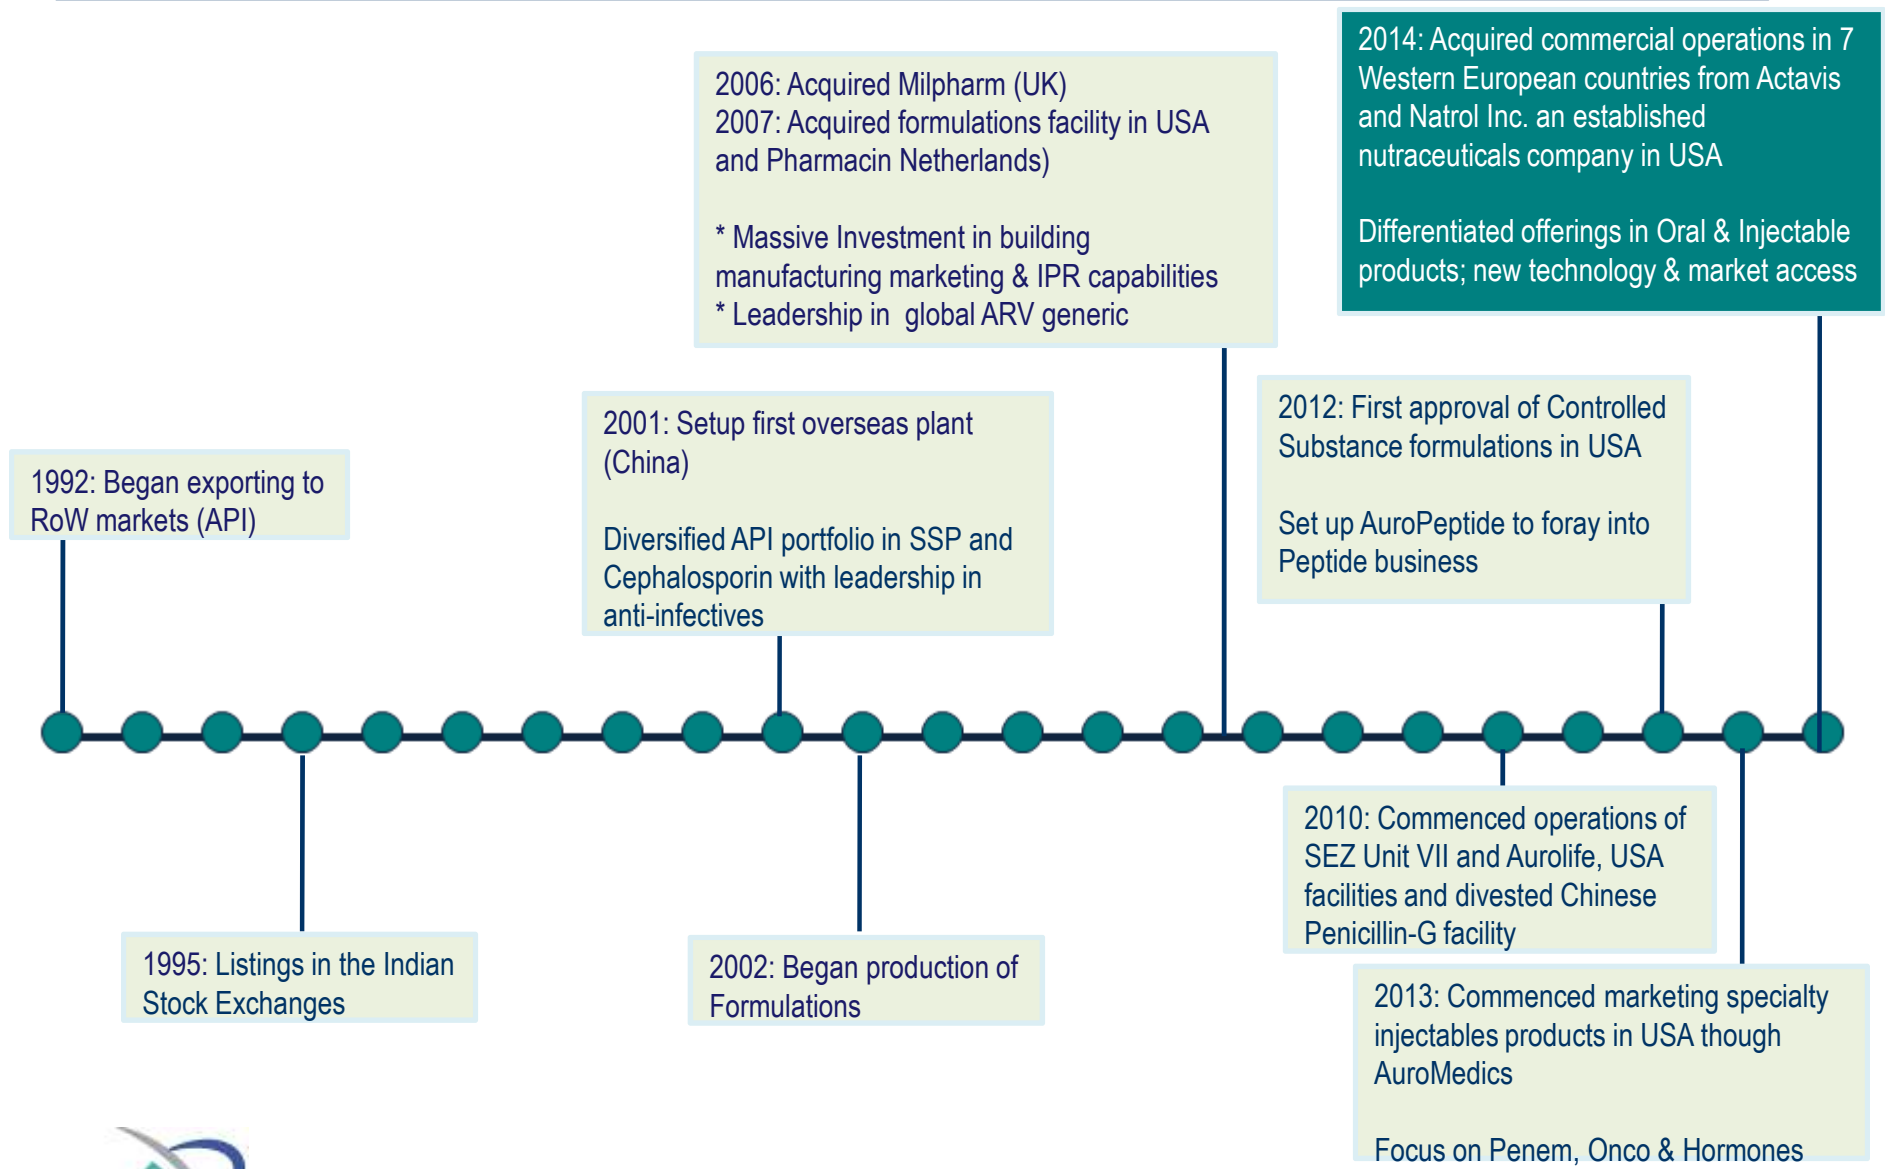 2014: Acquired commercial operations in 7
Western European countries from Actavis
and Natrol Inc. an established
nutraceuticals company in USA
Differentiated offerings in Oral & Injectable
products; new technology & market access
2006: Acquired Milpharm (UK)
2007: Acquired formulations facility in USA
and Pharmacin Netherlands)
* Massive Investment in building
manufacturing marketing & IPR capabilities
* Leadership in global ARV generic
2012: First approval of Controlled
Substance formulations in USA
Set up AuroPeptide to foray into
Peptide business
2001: Setup first overseas plant
(China)
Diversified API portfolio in SSP and
Cephalosporin with leadership in
anti-infectives
1992: Began exporting to
RoW markets (API)
2010: Commenced operations of
SEZ Unit VII and Aurolife, USA
facilities and divested Chinese
Penicillin-G facility
1995: Listings in the Indian
Stock Exchanges
2002: Began production of
Formulations
2013: Commenced marketing specialty
injectables products in USA though
AuroMedics
Focus on Penem, Onco & Hormones